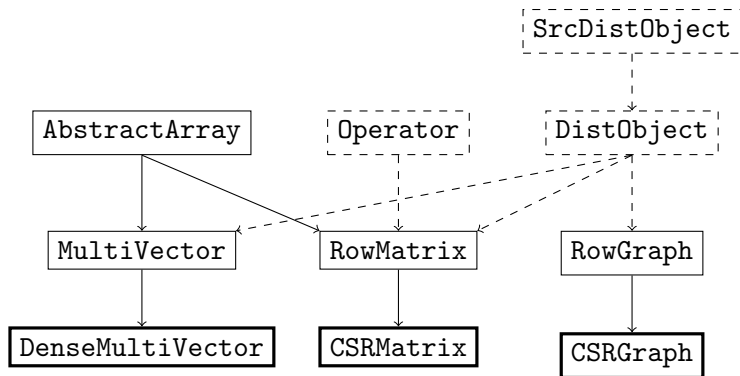 SrcDistObject
AbstractArray
Operator
DistObject
MultiVector
RowMatrix
RowGraph
DenseMultiVector
CSRMatrix
CSRGraph